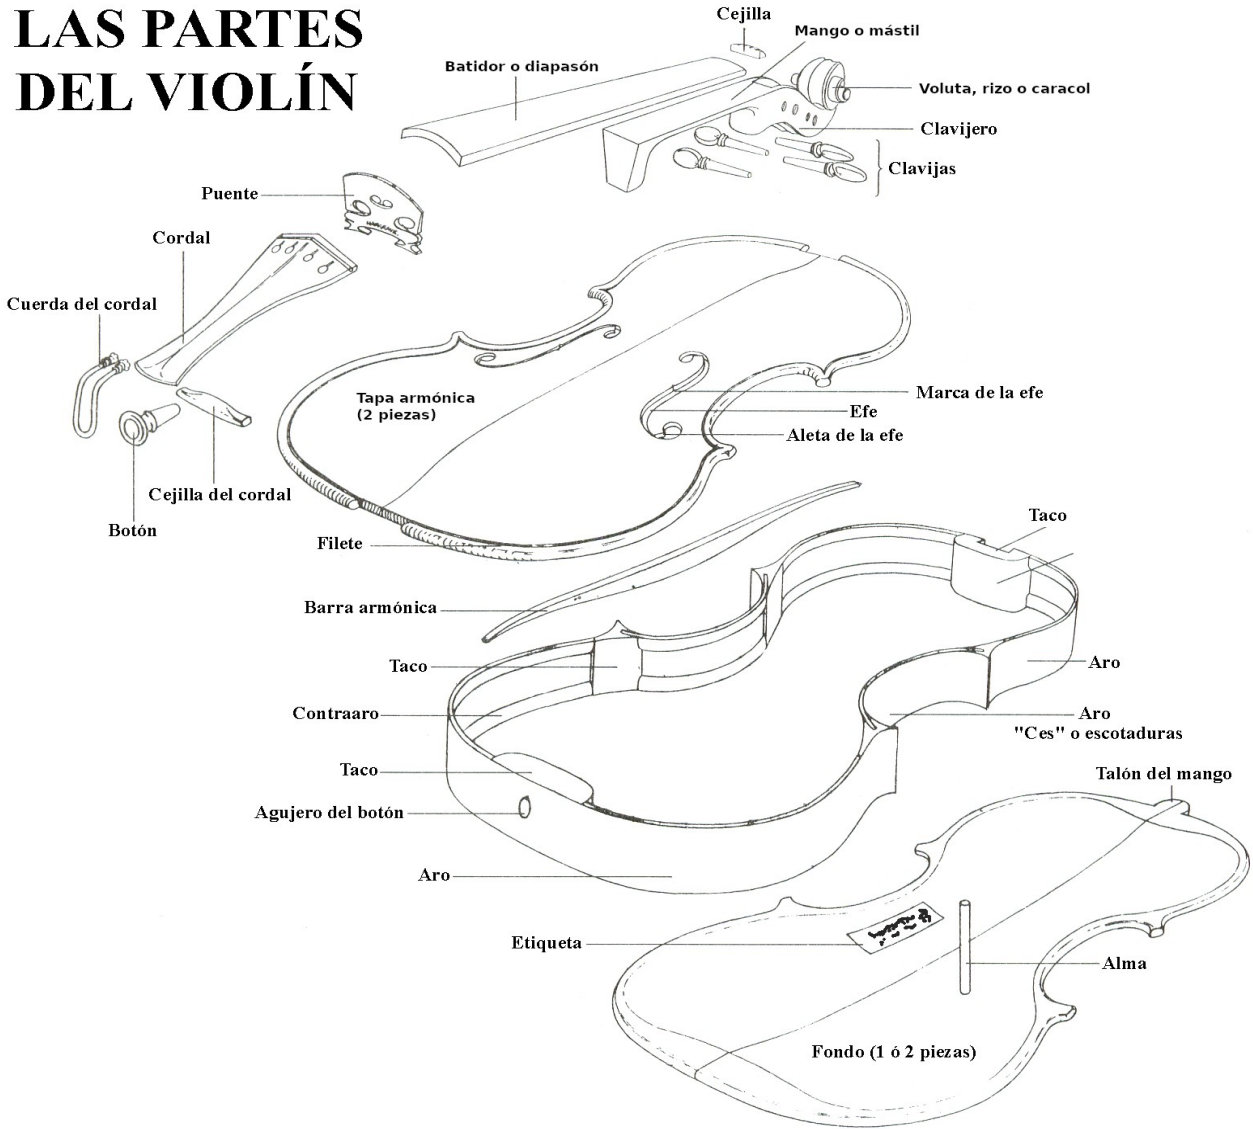 LAS PARTES
DEL VIOLÍN
Cejilla
Mango o mástil
Batidor o diapasón
Voluta, rizo o caracol
Clavijero
Clavijas
Puente
Cordal
Cuerda del cordal
Tapa armónica
(2 piezas)
Marca de la efe
Efe
Aleta de la efe
Cejilla del cordal
Botón
Filete
Taco
Barra armónica
Taco
Aro
Contraaro
Aro
"Ces" o escotaduras
Taco
Talón del mango
Agujero del botón
Aro
Etiqueta
Alma
Fondo (1 ó 2 piezas)